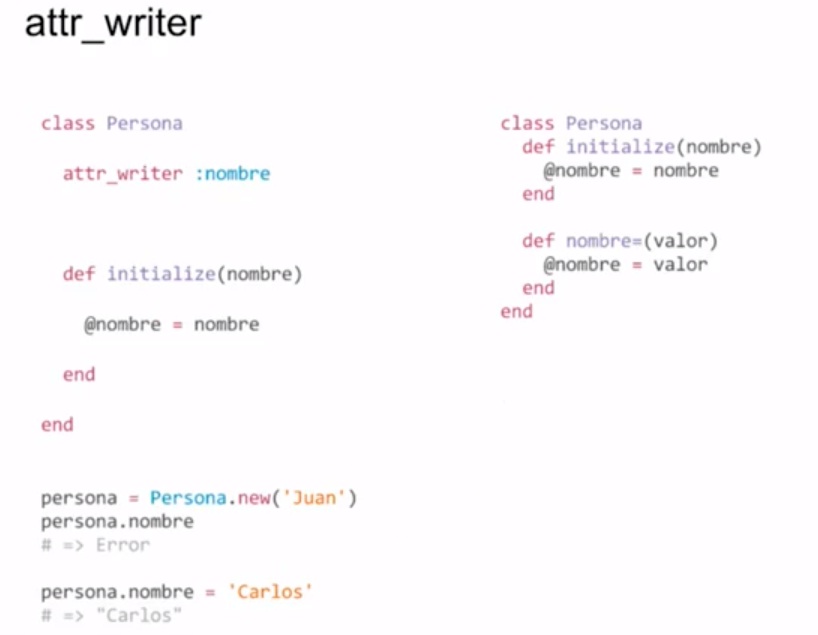 attr_writer
class Persona
attr_writer :nombre
def initialize(nombre)
@nombre = nombre
end
end
persona = Persona.new('Juan')
persona.nombre
# => Error
persona.nombre = 'Carlos'
# => "Carlos"
class Persona
def initialize(nombre)
@nombre = nombre
end
def nombre=(valor)
@nombre = valor
end
end